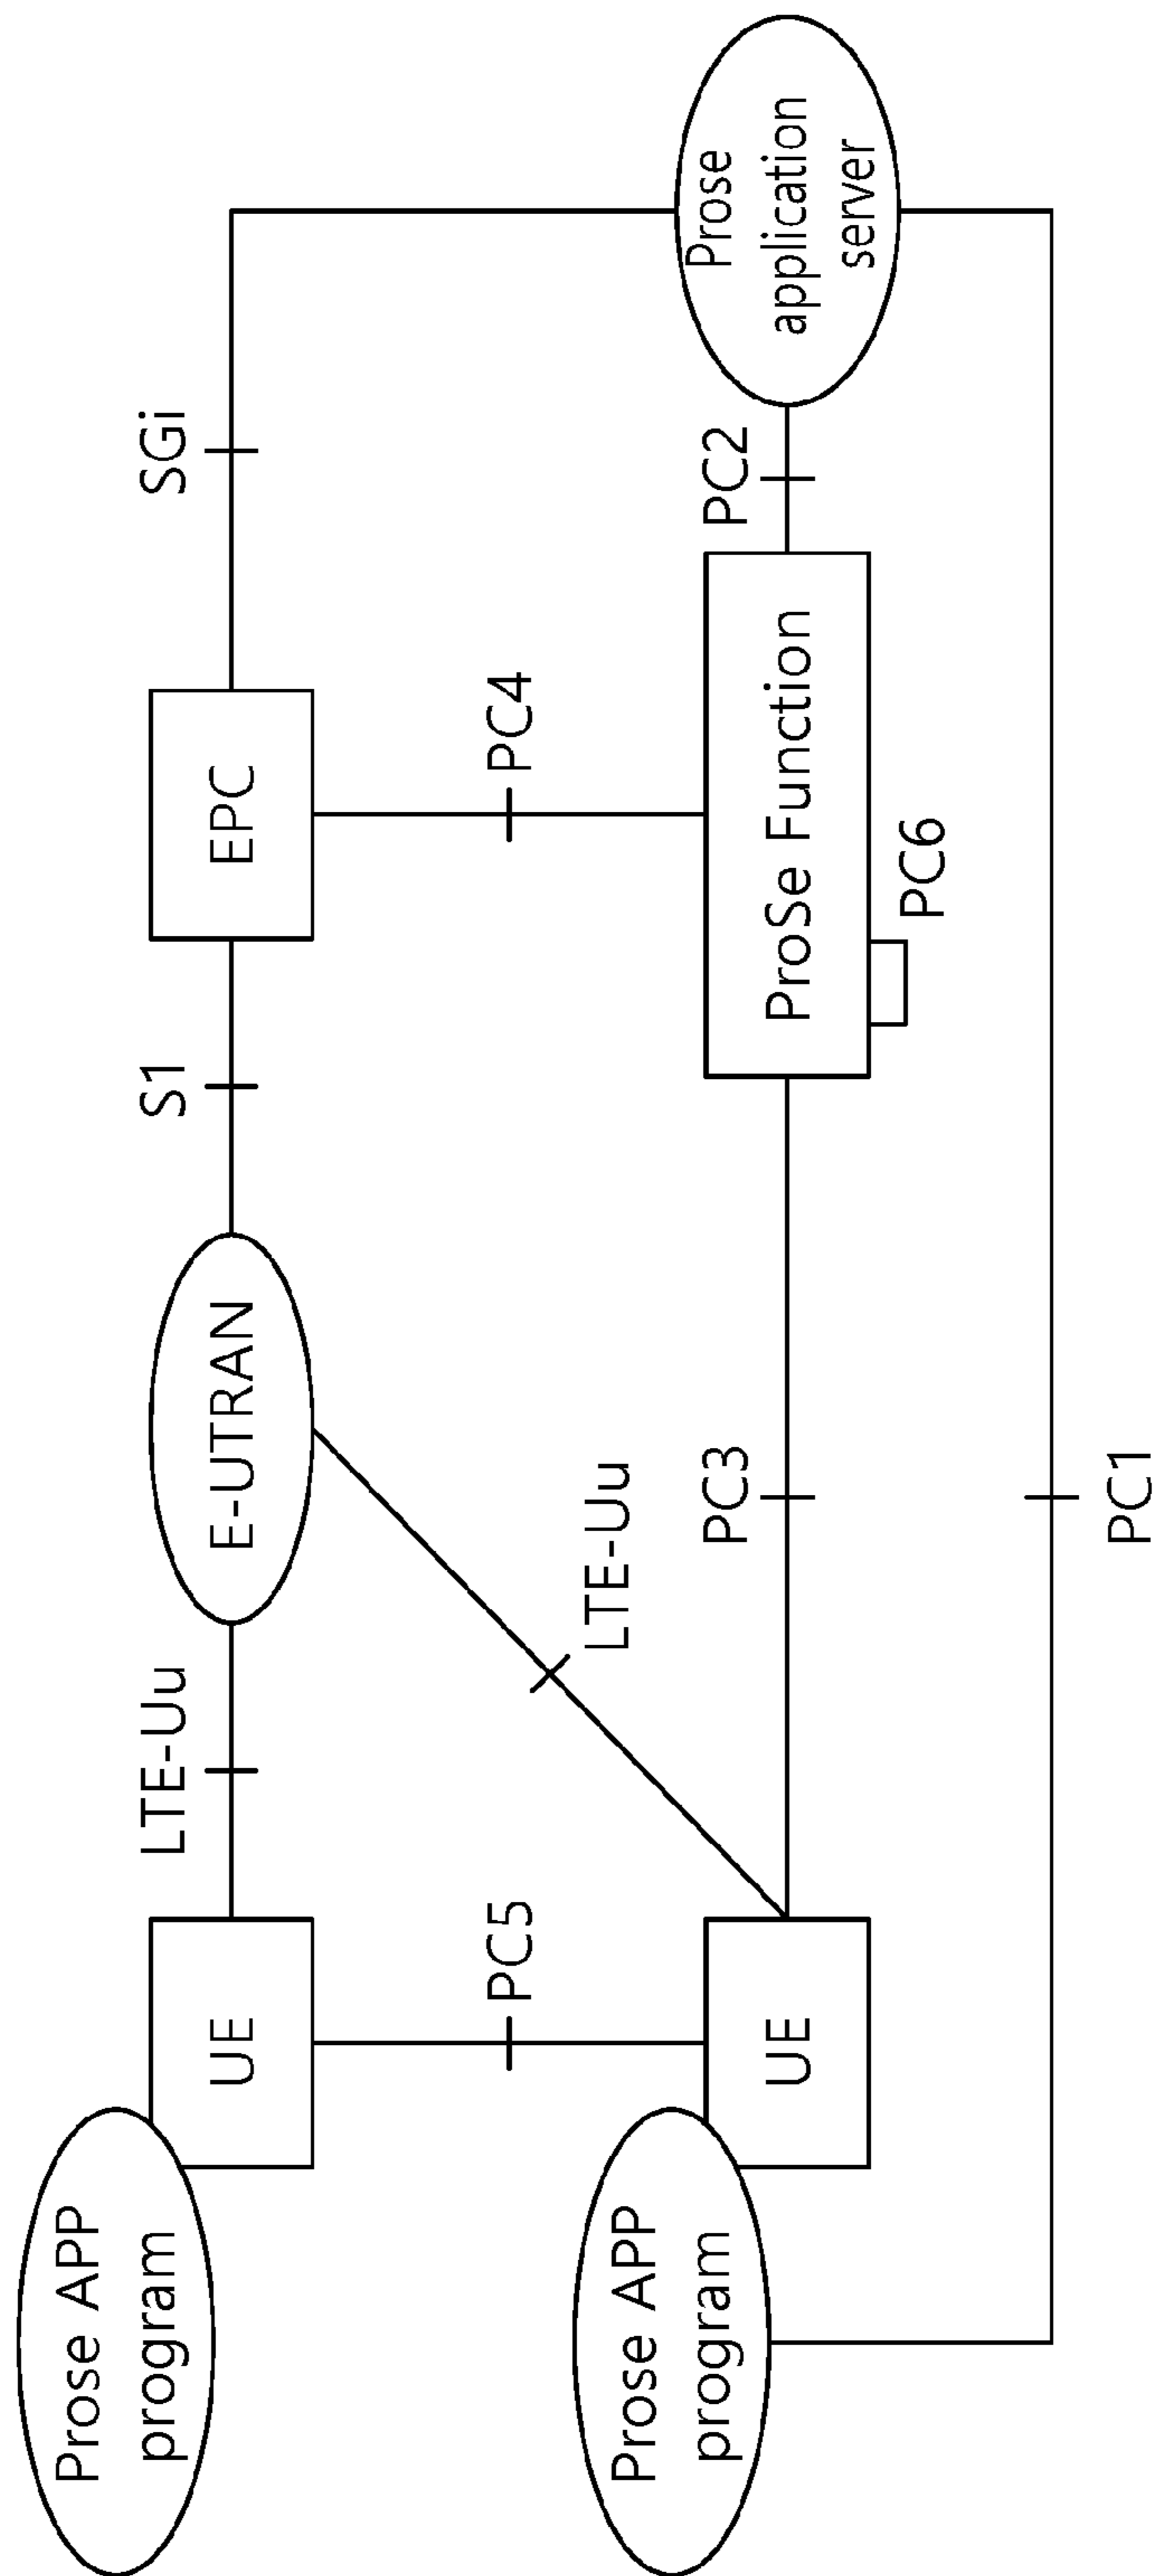 Prose APP
program
UE
LTE-Uu
E-UTRAN
S1
EPC
SGi
PC5
LTE-Uu
PC4
Prose APP
program
UE
PC3
ProSe Function
PC2
Prose
application
server
PC6
PC1